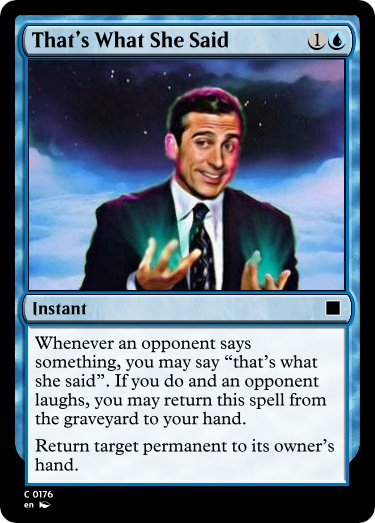 That's What She Said 1
Instant
Whenever an opponent says
something, you may say “that's what
she said”. If you do and an opponent
laughs, you may return this spell from
the graveyard to your hand.
Return target permanent to its owner's
hand.
C 0176
en